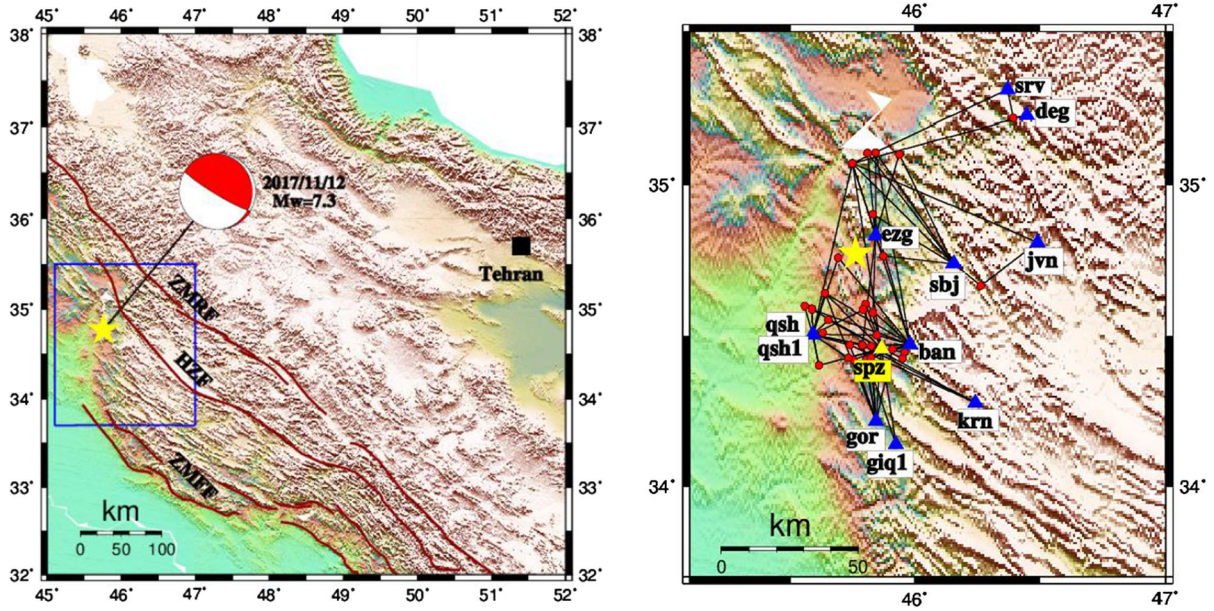 45° 46° 47° 48° 49° 50° 51° 52°
38° 38°
37° 37°
2017/11/12
Mw=7.3
36° 36°
Tehran
35° 35°
ZMRF
HZF
34° 34°
ZMFF
33° 33°
km
0 50 100
32° 32°
45° 46° 47° 48° 49° 50° 51° 52°
46° 47°
srv
deg
35° 35°
ezg
jvn
sbj
qsh
qsh1
ban
spz
krn
gor
giq1
34° 34°
km
0 50
46° 47°